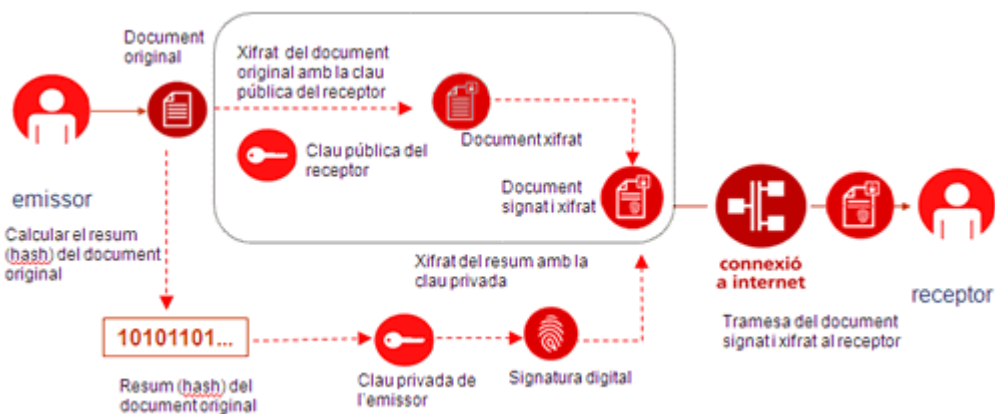 Document
original
Xifrat del document
original amb la clau
pública del receptor
Clau pública del
receptor
Document xifrat
Document
signat i xifrat
emissor
Calcular el resum
(hash) del document
original
Xifrat del resum amb la
clau privada
connexió
a internet
receptor
Tramesa del document
signat i xifrat al receptor
10101101...
Resum (hash) del
document original
Clau privada de
l'emissor
Signatura digital